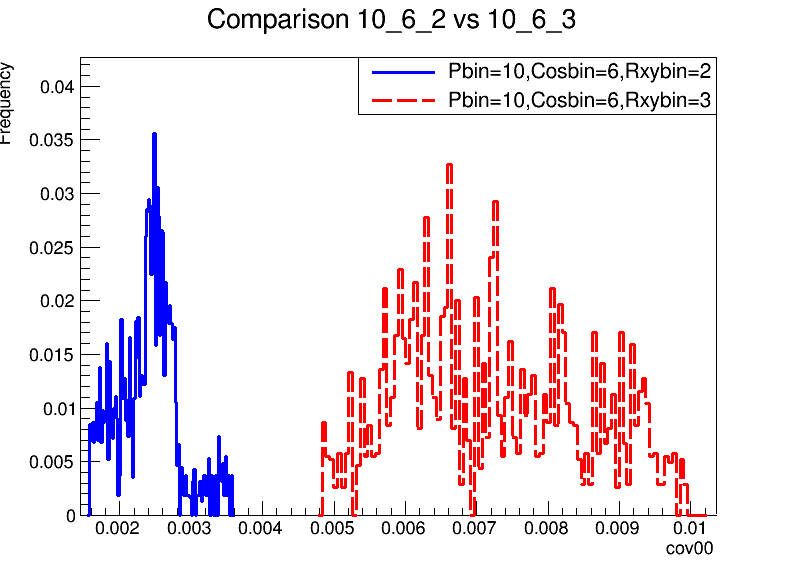 Comparison 10_6_2 vs 10_6_3
Frequency
Pbin=10,Cosbin=6,Rxybin=2
Pbin=10,Cosbin=6,Rxybin=3
0.04
0.035
0.03
0.025
0.02
0.015
0.01
0.005
0
0.002 0.003 0.004 0.005 0.006 0.007 0.008 0.009 0.01
cov00